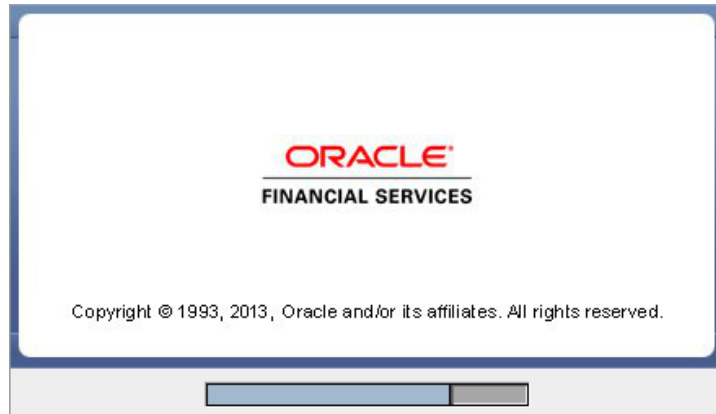 ORACLE®
FINANCIAL SERVICES
Copyright © 1993, 2013, Oracle and/or its affiliates. All rights reserved.